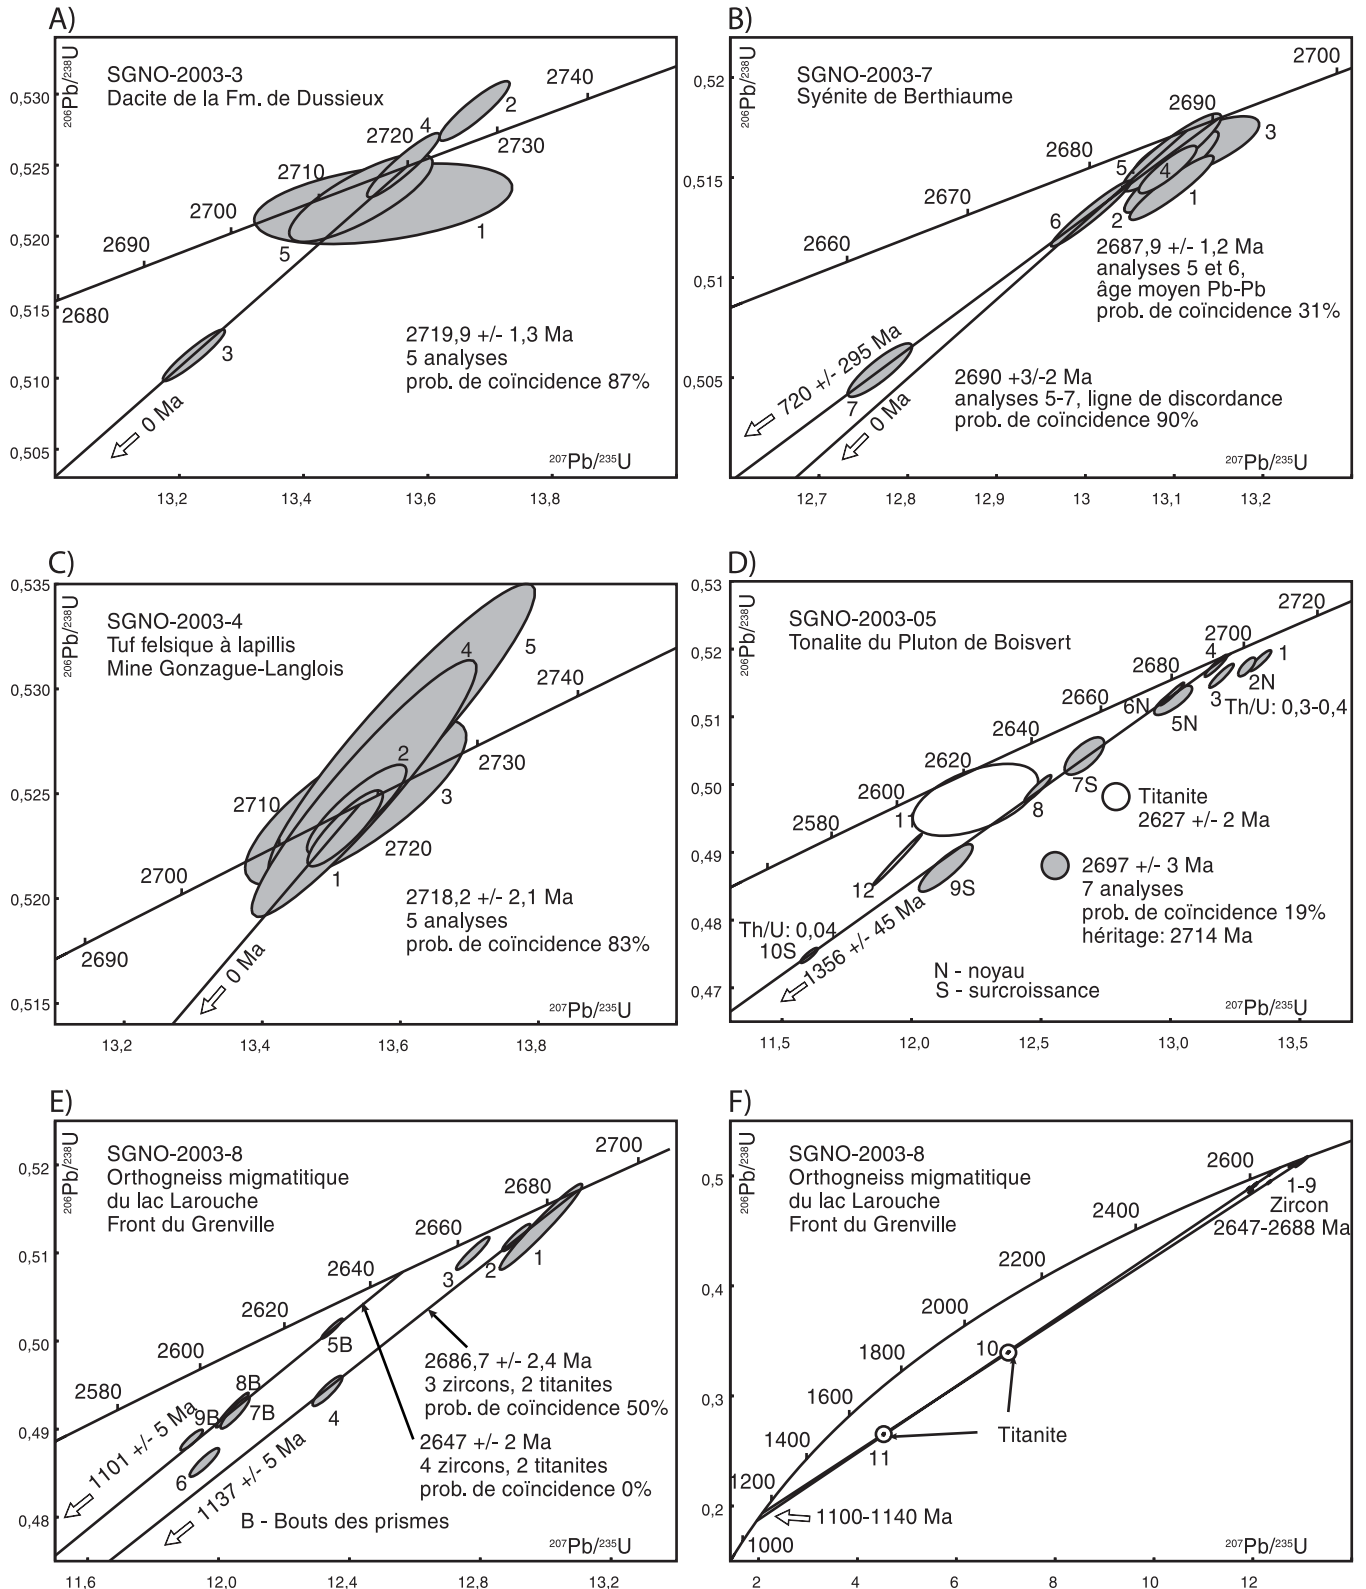 A)
206Pb/238U
SGNO-2003-3
Dacite de la Fm. de Dussieux
0,530
0,525
0,520
0,515
0,510
0,505
2740
2730
2720
2710
2700
2690
2680
4
2
1
5
3
2719,9 +/- 1,3 Ma
5 analyses
prob. de coïncidence 87%
0 Ma
207Pb/235U
13,2
13,4
13,6
13,8
B)
206Pb/238U
SGNO-2003-7
Syénite de Berthiaume
0,52
0,515
0,51
0,505
2700
2690
2680
2670
2660
3
5
4
1
2
6
7
2687,9 +/- 1,2 Ma
analyses 5 et 6,
âge moyen Pb-Pb
prob. de coïncidence 31%
720 +/- 295 Ma
0 Ma
2690 +3/-2 Ma
analyses 5-7, ligne de discordance
prob. de coïncidence 90%
207Pb/235U
12,7
12,8
12,9
13
13,1
13,2
C)
206Pb/238U
SGNO-2003-4
Tuf felsique à lapillis
Mine Gonzague-Langlois
0,535
0,530
0,525
0,520
0,515
2740
2730
2720
2710
2700
2690
5
4
2
3
1
2718,2 +/- 2,1 Ma
5 analyses
prob. de coïncidence 83%
0 Ma
207Pb/235U
13,2
13,4
13,6
13,8
D)
206Pb/238U
SGNO-2003-05
Tonalite du Pluton de Boisvert
0,53
0,52
0,51
0,50
0,49
0,48
0,47
2720
2700
2680
2660
2640
2620
2600
2580
4
1
2N
3
Th/U: 0,3-0,4
6N
5N
7S
8
11
12
9S
Th/U: 0,04
10S
1356 +/- 45 Ma
Titanite
2627 +/- 2 Ma
2697 +/- 3 Ma
7 analyses
prob. de coïncidence 19%
héritage: 2714 Ma
N - noyau
S - surcroissance
207Pb/235U
11,5
12,0
12,5
13,0
13,5
E)
206Pb/238U
SGNO-2003-8
Orthogneiss migmatitique
du lac Larouche
Front du Grenville
0,52
0,51
0,50
0,49
0,48
2700
2680
2660
2640
2620
2600
2580
1
2
3
5B
4
8B
7B
9B
6
2686,7 +/- 2,4 Ma
3 zircons, 2 titanites
prob. de coïncidence 50%
2647 +/- 2 Ma
4 zircons, 2 titanites
prob. de coïncidence 0%
1101 +/- 5 Ma
1137 +/- 5 Ma
B - Bouts des prismes
207Pb/235U
11,6
12,0
12,4
12,8
13,2
F)
206Pb/238U
SGNO-2003-8
Orthogneiss migmatitique
du lac Larouche
Front du Grenville
0,5
0,4
0,3
0,2
2600
2400
2200
2000
1800
1600
1400
1200
1000
1-9
Zircon
2647-2688 Ma
10
11
Titanite
1100-1140 Ma
207Pb/235U
2
4
6
8
10
12